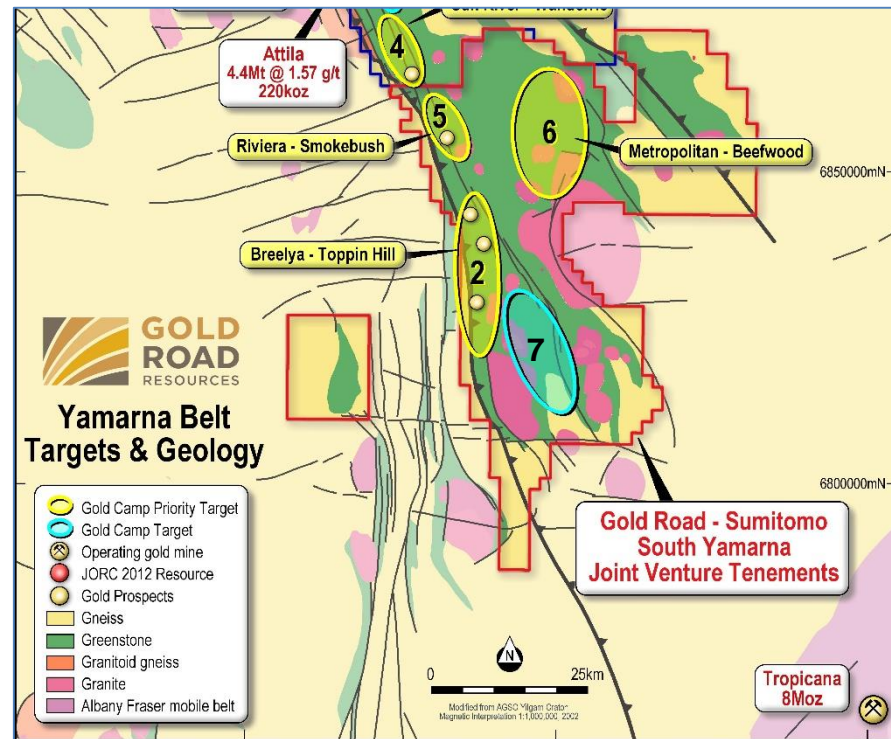 4
Attila
4.4Mt @ 1.57 g/t
220koz
5
6
Riviera - Smokebush
Metropolitan - Beefwood
6850000mN
Breelya - Toppin Hill
2
7
GOLD
ROAD
RESOURCES
Yamarna Belt
Targets & Geology
6800000mN
Gold Camp Priority Target
Gold Camp Target
Operating gold mine
JORC 2012 Resource
Gold Prospects
Gneiss
Greenstone
Granitoid gneiss
Granite
Albany Fraser mobile belt
Gold Road - Sumitomo
South Yamarna
Joint Venture Tenements
N
0 25km
Modified from AGSO Yilgarn Craton
Magnetic Interpretation 1:1,000,000, 2002
Tropicana
8Moz